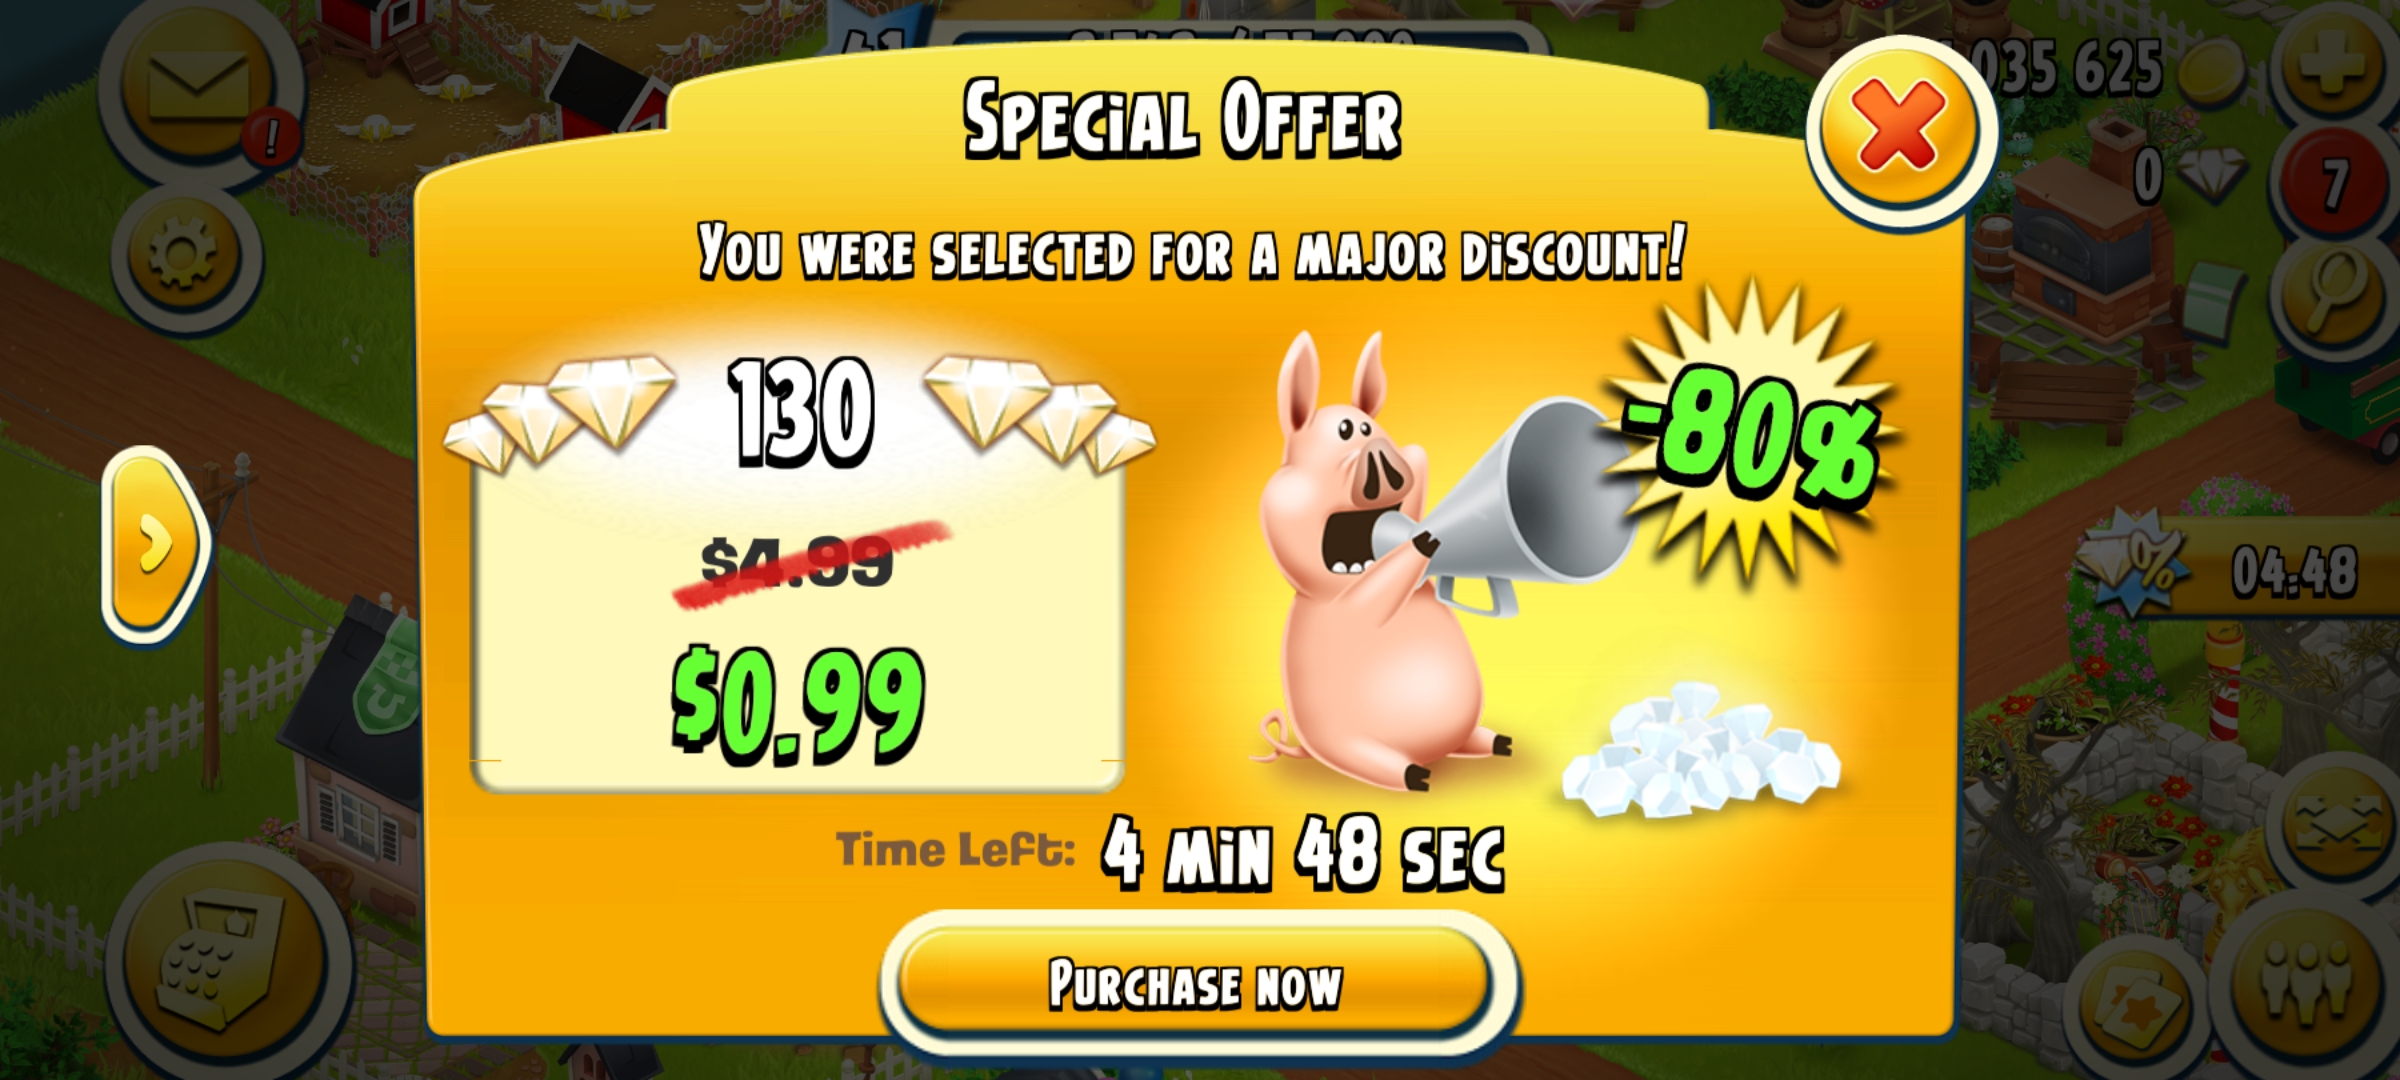 Special Offer
035 625
You were selected for a major discount!
!
0
7
130
-80%
$4.99
%
04:48
$0.99
Time Left: 4 min 48 sec
Purchase now